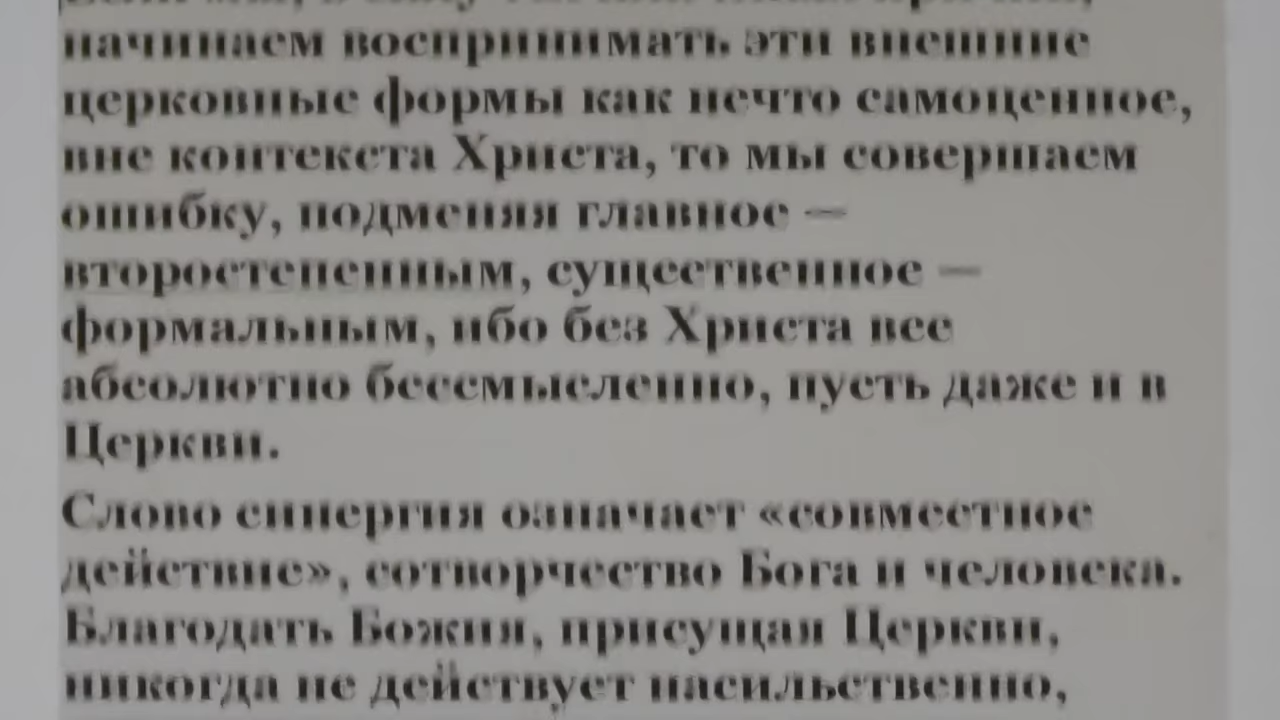 начинаем воспринимать эти внешние
церковные формы как нечто самоценное,
вне контекста Христа, то мы совершаем
ошибку, подменяя главное —
второстепенным, существенное —
формальным, ибо без Христа все
абсолютно бессмысленно, пусть даже и в
Церкви.
Слово синергия означает «совместное
действие», сотворчество Бога и человека.
Благодать Божия, присущая Церкви,
никогда не действует насильственно,